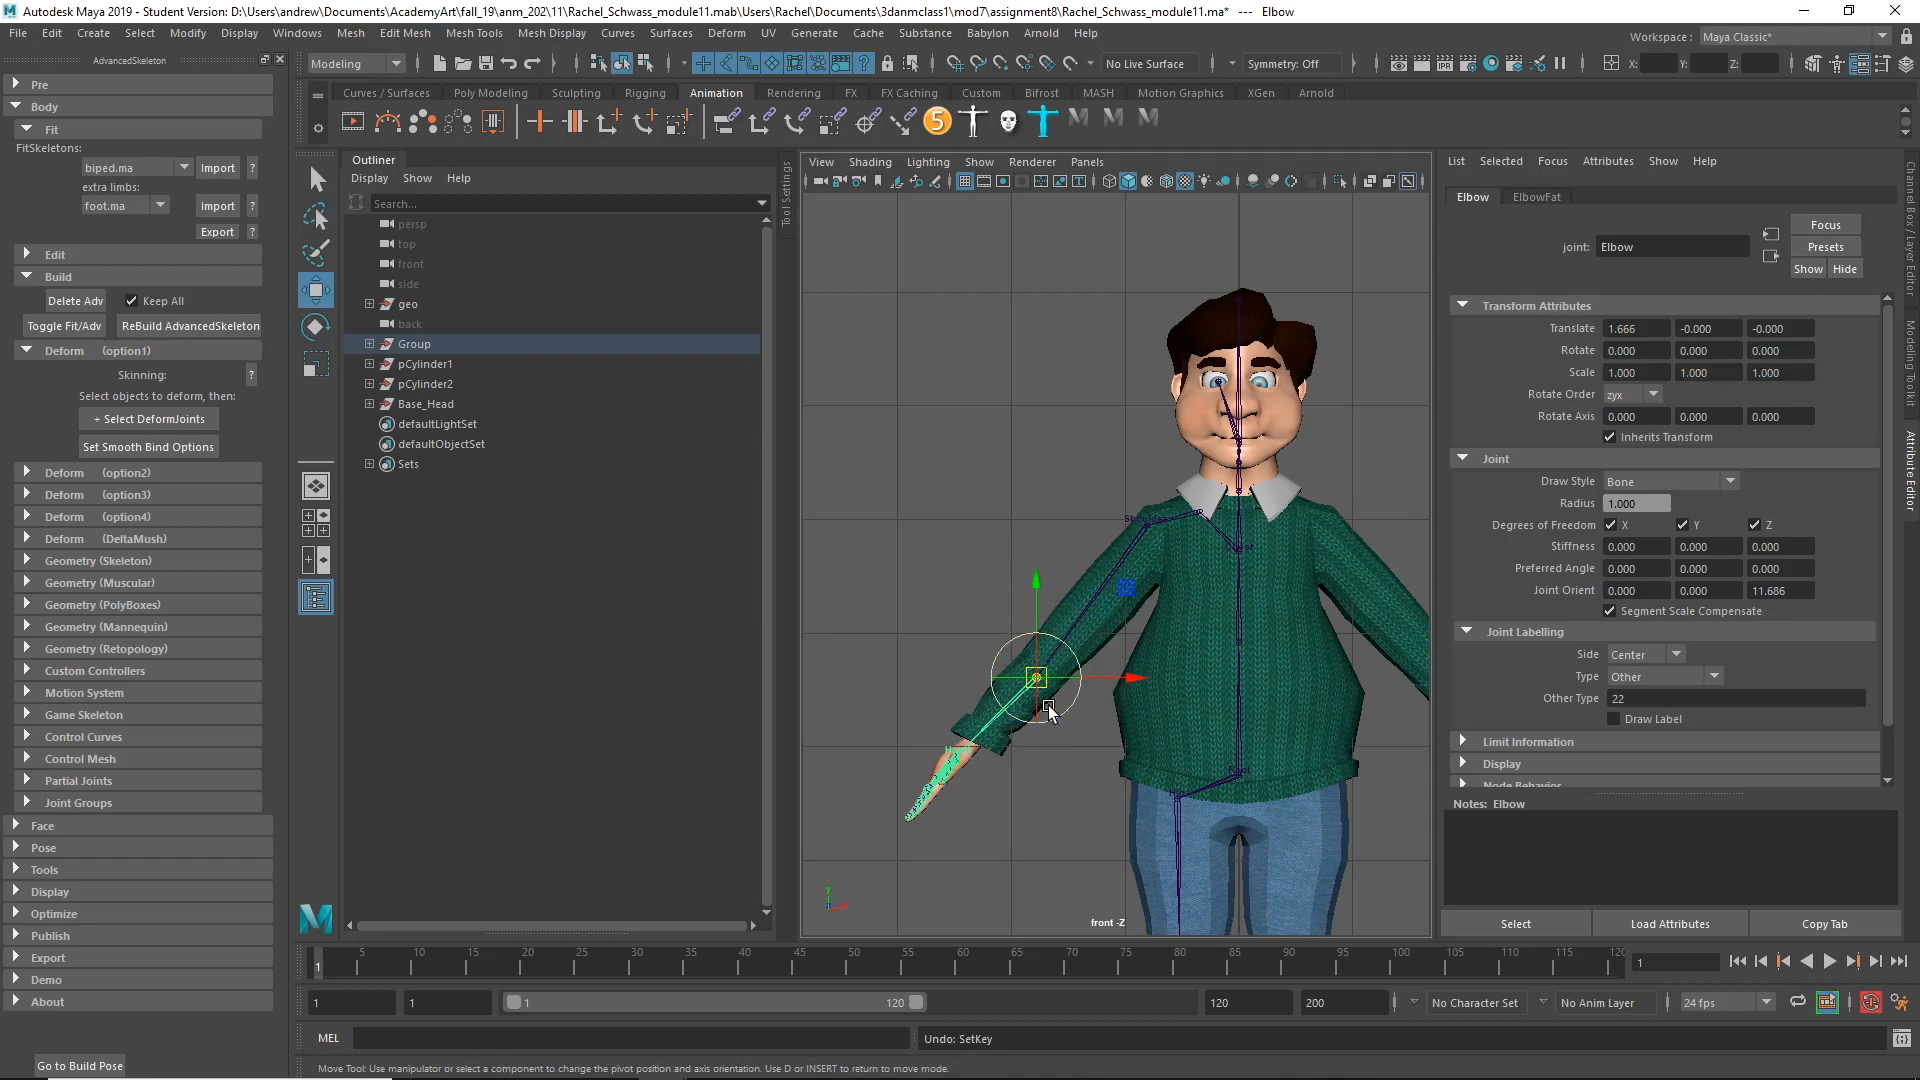 Autodesk Maya 2019 - Student Version: D:\Users\andrew\Documents\AcademyArt\fall_19\anm_202\11\Rachel_Schwass_module11.mab\Users\Rachel\Documents\3danmclass1\mod7\assignment8\Rachel_Schwass_module11.ma* --- Elbow
File Edit Create Select Modify Display Windows Mesh Edit Mesh Mesh Tools Mesh Display Curves Surfaces Deform UV Generate Cache Substance Babylon Arnold Help
Workspace : Maya Classic*
AdvancedSkeleton
Modeling
No Live Surface
Symmetry: Off
X: Y: Z:
Curves / Surfaces Poly Modeling Sculpting Rigging Animation Rendering FX FX Caching Custom Bifrost MASH Motion Graphics XGen Arnold
Pre
Body
Fit
FitSkeletons:
biped.ma Import ?
extra limbs:
foot.ma Import ?
Export ?
Edit
Build
Delete Adv Keep All
Toggle Fit/Adv ReBuild AdvancedSkeleton
Deform (option1)
Skinning: ?
Select objects to deform, then:
+ Select DeformJoints
Set Smooth Bind Options
Deform (option2)
Deform (option3)
Deform (option4)
Deform (DeltaMush)
Geometry (Skeleton)
Geometry (Muscular)
Geometry (PolyBoxes)
Geometry (Mannequin)
Geometry (Retopology)
Custom Controllers
Motion System
Game Skeleton
Control Curves
Control Mesh
Partial Joints
Joint Groups
Face
Pose
Tools
Display
Optimize
Publish
Export
Demo
About
Go to Build Pose
Outliner
Display Show Help
Search...
persp
top
front
side
geo
back
Group
pCylinder1
pCylinder2
Base_Head
defaultLightSet
defaultObjectSet
Sets
Tool Settings
View Shading Lighting Show Renderer Panels
Shoulder
Chest
Root
Hip
front -Z
List Selected Focus Attributes Show Help
Elbow ElbowFat
joint: Elbow
Focus
Presets
Show Hide
Transform Attributes
Translate 1.666 -0.000 -0.000
Rotate 0.000 0.000 0.000
Scale 1.000 1.000 1.000
Rotate Order zyx
Rotate Axis 0.000 0.000 0.000
Inherits Transform
Joint
Draw Style Bone
Radius 1.000
Degrees of Freedom X Y Z
Stiffness 0.000 0.000 0.000
Preferred Angle 0.000 0.000 0.000
Joint Orient 0.000 0.000 11.686
Segment Scale Compensate
Joint Labelling
Side Center
Type Other
Other Type 22
Draw Label
Limit Information
Display
Node Behavior
Notes: Elbow
Select Load Attributes Copy Tab
Channel Box / Layer Editor
Modeling Toolkit
Attribute Editor
5 10 15 20 25 30 35 40 45 50 55 60 65 70 75 80 85 90 95 100 105 110 115 120
1
1
1 1 1 120 120 200 No Character Set No Anim Layer 24 fps
MEL
Undo: SetKey
Move Tool: Use manipulator or select a component to change the pivot position and axis orientation. Use D or INSERT to return to move mode.